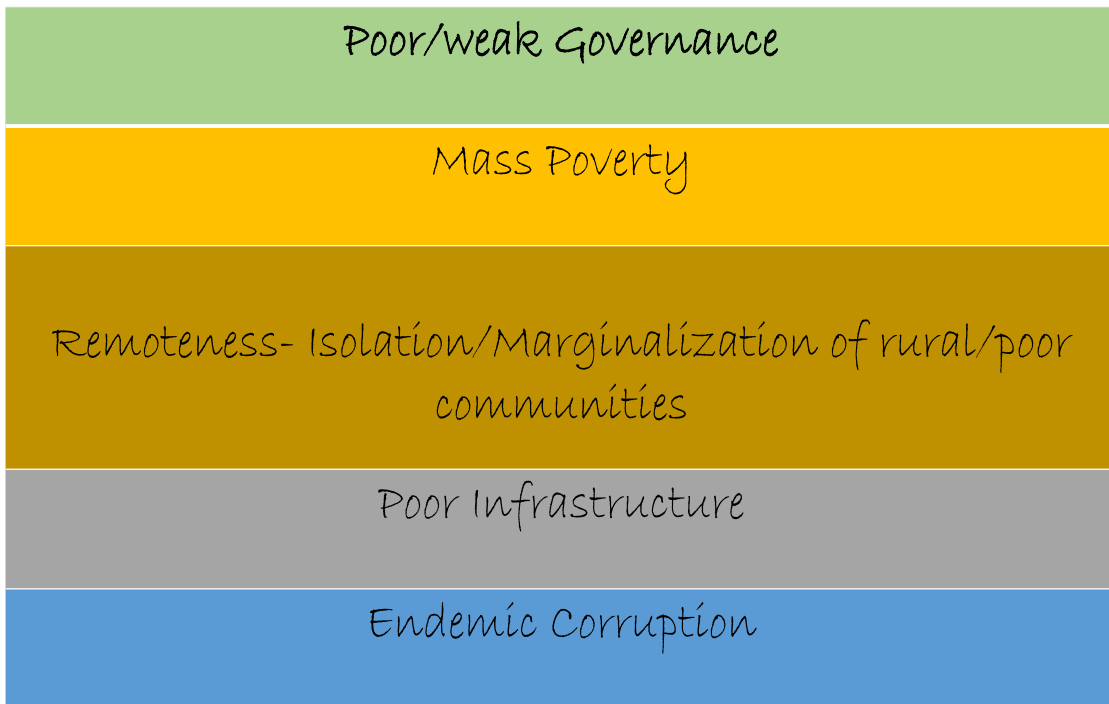 Poor/weak Governance
Mass Poverty
Remoteness- Isolation/Marginalization of rural/poor
communities
Poor Infrastructure
Endemic Corruption